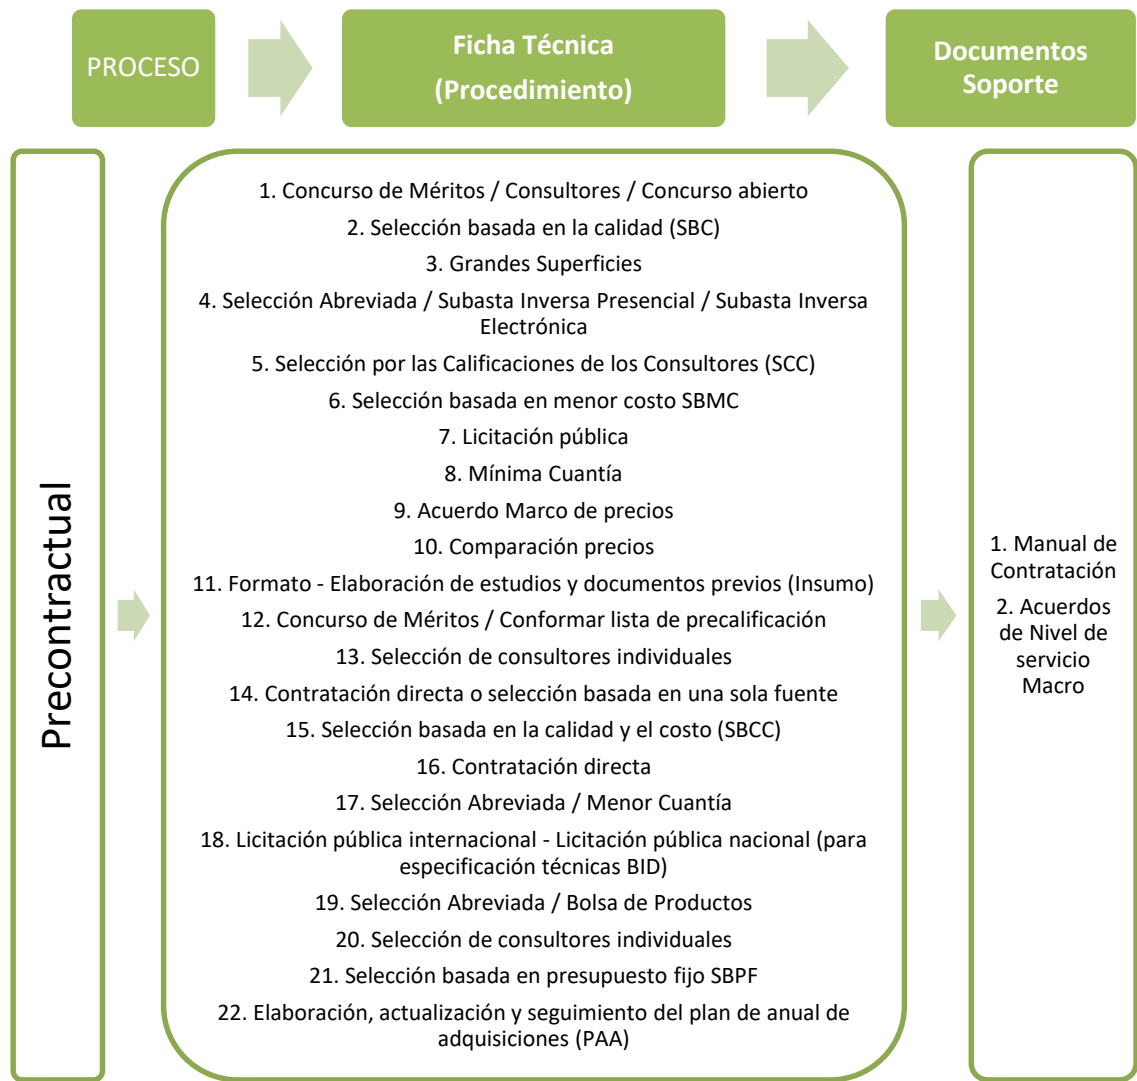 PROCESO
Ficha Técnica
(Procedimiento)
Documentos
Soporte
Precontractual
1. Concurso de Méritos / Consultores / Concurso abierto
2. Selección basada en la calidad (SBC)
3. Grandes Superficies
4. Selección Abreviada / Subasta Inversa Presencial / Subasta Inversa
Electrónica
5. Selección por las Calificaciones de los Consultores (SCC)
6. Selección basada en menor costo SBMC
7. Licitación pública
8. Mínima Cuantía
9. Acuerdo Marco de precios
10. Comparación precios
11. Formato - Elaboración de estudios y documentos previos (Insumo)
12. Concurso de Méritos / Conformar lista de precalificación
13. Selección de consultores individuales
14. Contratación directa o selección basada en una sola fuente
15. Selección basada en la calidad y el costo (SBCC)
16. Contratación directa
17. Selección Abreviada / Menor Cuantía
18. Licitación pública internacional - Licitación pública nacional (para
especificación técnicas BID)
19. Selección Abreviada / Bolsa de Productos
20. Selección de consultores individuales
21. Selección basada en presupuesto fijo SBPF
22. Elaboración, actualización y seguimiento del plan de anual de
adquisiciones (PAA)
1. Manual de
Contratación
2. Acuerdos
de Nivel de
servicio
Macro